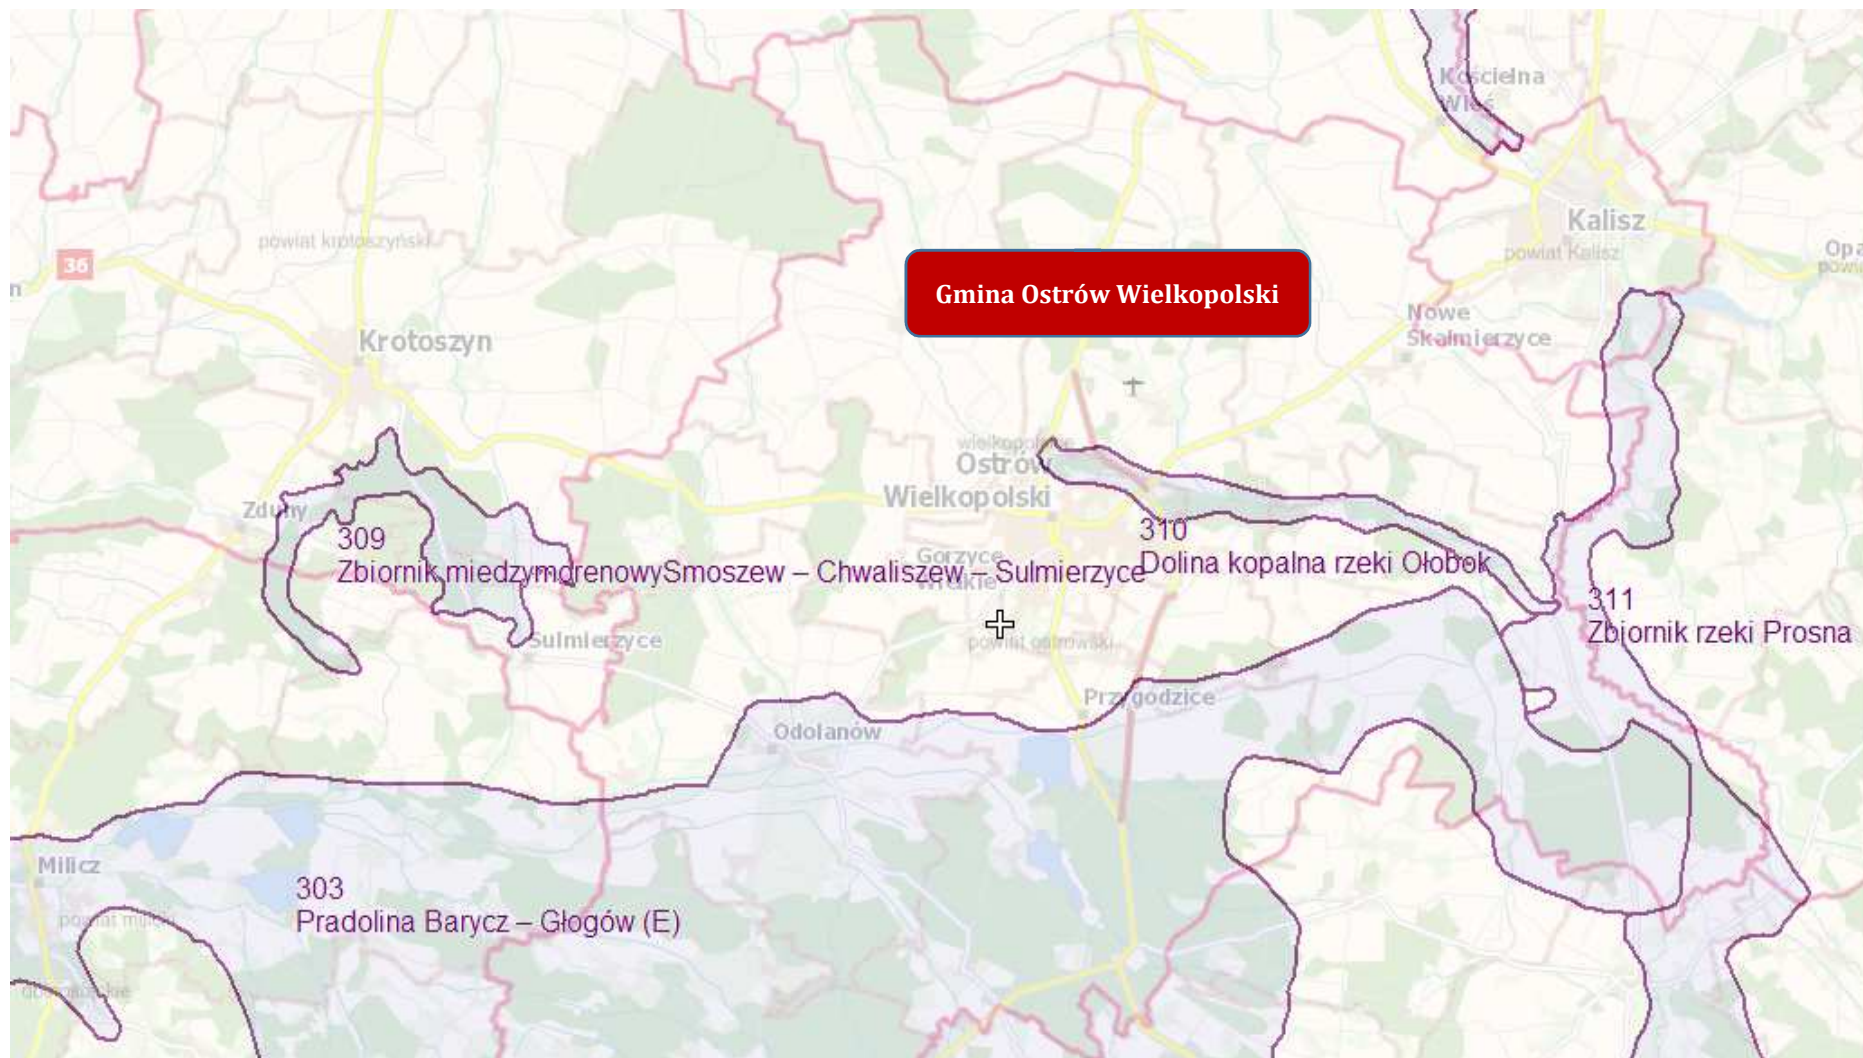 Kościelna
Wieś
Kalisz
powiat Kalisz
powiat krotoszyński
36
n
Gmina Ostrów Wielkopolski
Nowe
Skalmierzyce
Krotoszyn
wielkopolskie
Ostrów
Wielkopolski
Zduny
309
Zbiornik miedzymorenowySmoszew – Chwaliszew – Sulmierzyce
310
Dolina kopalna rzeki Ołobok
Gorzyce
Wielkie
311
Zbiornik rzeki Prosna
Sulmierzyce
powiat ostrowski
Przygodzice
Odolanów
Milicz
303
Pradolina Barycz – Głogów (E)
powiat milicki
dolnośląskie